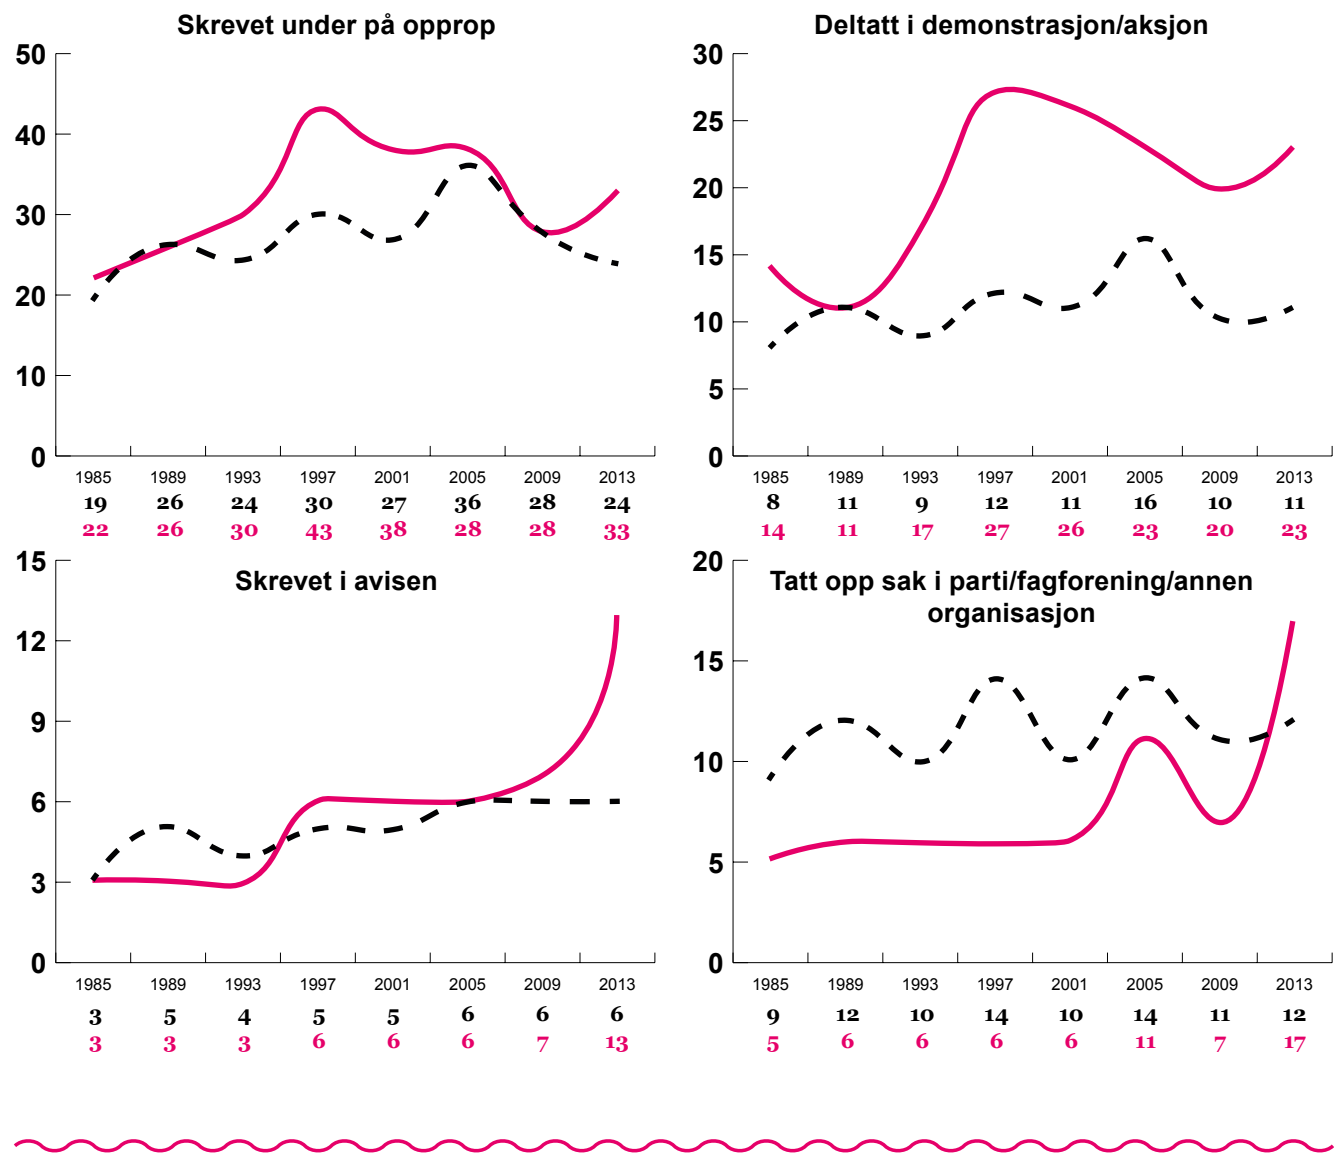 Skrevet under på opprop
50
40
30
20
10
0
1985 1989 1993 1997 2001 2005 2009 2013
19 26 24 30 27 36 28 24
22 26 30 43 38 28 28 33
Deltatt i demonstrasjon/aksjon
30
25
20
15
10
5
0
1985 1989 1993 1997 2001 2005 2009 2013
8 11 9 12 11 16 10 11
14 11 17 27 26 23 20 23
Skrevet i avisen
15
12
9
6
3
0
1985 1989 1993 1997 2001 2005 2009 2013
3 5 4 5 5 6 6 6
3 3 3 6 6 6 7 13
Tatt opp sak i parti/fagforening/annen
organisasjon
20
15
10
5
0
1985 1989 1993 1997 2001 2005 2009 2013
9 12 10 14 10 14 11 12
5 6 6 6 6 11 7 17